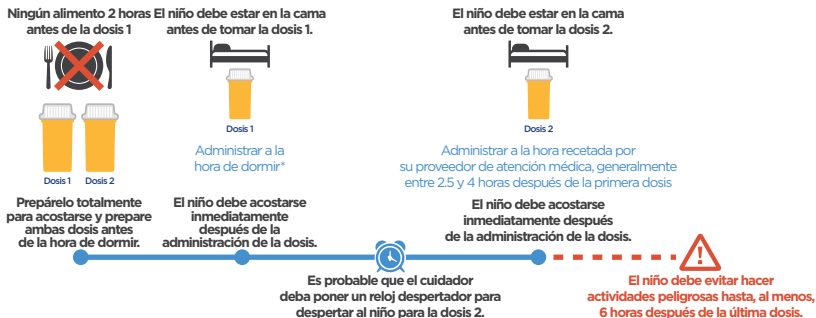 Ningún alimento 2 horas
antes de la dosis 1
Dosis 1
Dosis 2
Prepárelo totalmente
para acostarse y prepare
ambas dosis antes
de la hora de dormir.
El niño debe estar en la cama
antes de tomar la dosis 1.
Dosis 1
Administrar a la
hora de dormir*
El niño debe acostarse
inmediatamente
después de la
administración de la dosis.
Es probable que el cuidador
deba poner un reloj despertador para
despertar al niño para la dosis 2.
El niño debe estar en la cama
antes de tomar la dosis 2.
Dosis 2
Administrar a la hora recetada por
su proveedor de atención médica, generalmente
entre 2.5 y 4 horas después de la primera dosis
El niño debe acostarse
inmediatamente después
de la administración de la dosis.
!
El niño debe evitar hacer
actividades peligrosas hasta, al menos,
6 horas después de la última dosis.